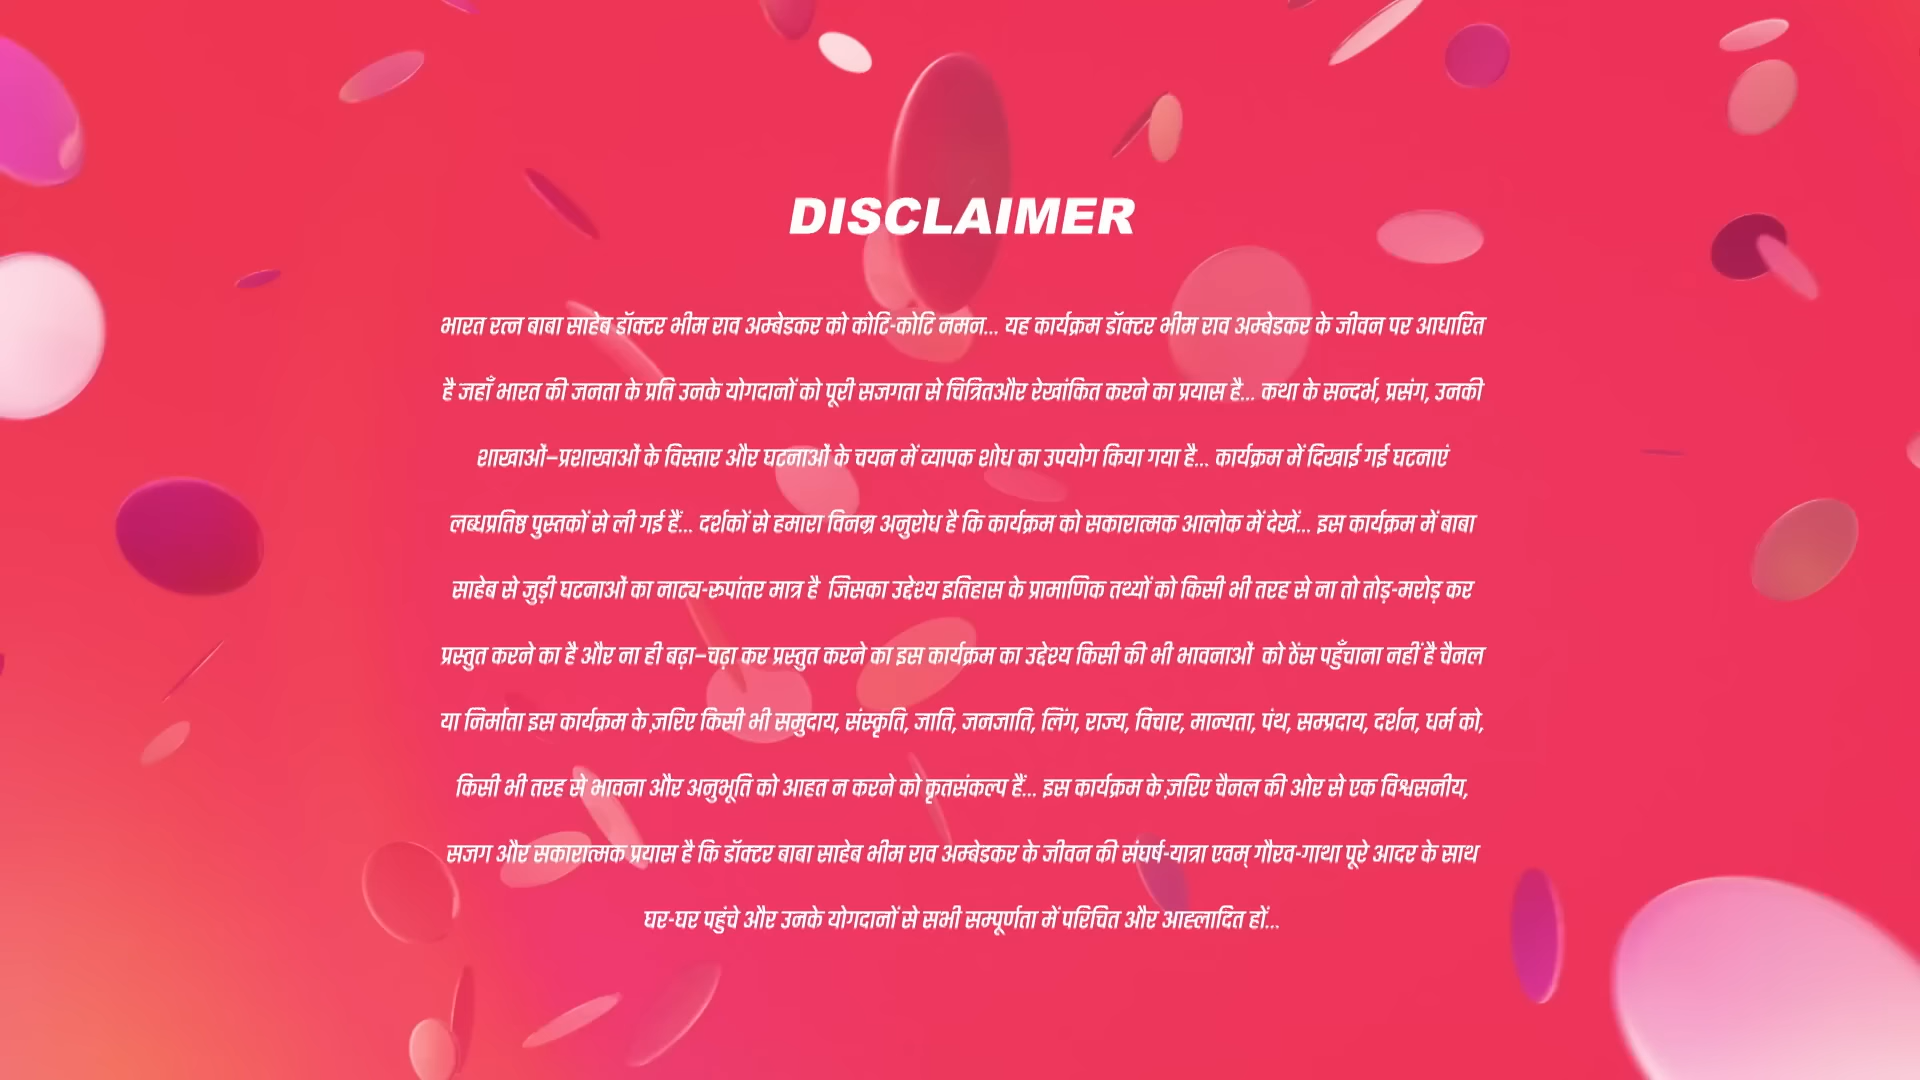 DISCLAIMER
भारत रत्न बाबा साहेब डॉक्टर भीम राव अम्बेडकर को कोटि-कोटि नमन... यह कार्यक्रम डॉक्टर भीम राव अम्बेडकर के जीवन पर आधारित
है जहाँ भारत की जनता के प्रति उनके योगदानों को पूरी सजगता से चित्रितऔर रेखांकित करने का प्रयास है... कथा के सन्दर्भ, प्रसंग, उनकी
शाखाओं–प्रशाखाओं के विस्तार और घटनाओं के चयन में व्यापक शोध का उपयोग किया गया है... कार्यक्रम में दिखाई गई घटनाएं
लब्धप्रतिष्ठ पुस्तकों से ली गई हैं... दर्शकों से हमारा विनम्र अनुरोध है कि कार्यक्रम को सकारात्मक आलोक में देखें... इस कार्यक्रम में बाबा
साहेब से जुड़ी घटनाओं का नाट्य-रूपांतर मात्र है जिसका उद्देश्य इतिहास के प्रामाणिक तथ्यों को किसी भी तरह से ना तो तोड़-मरोड़ कर
प्रस्तुत करने का है और ना ही बढ़ा–चढ़ा कर प्रस्तुत करने का इस कार्यक्रम का उद्देश्य किसी की भी भावनाओं को ठेंस पहुँचाना नहीं है चैनल
या निर्माता इस कार्यक्रम के ज़रिए किसी भी समुदाय, संस्कृति, जाति, जनजाति, लिंग, राज्य, विचार, मान्यता, पंथ, सम्प्रदाय, दर्शन, धर्म को,
किसी भी तरह से भावना और अनुभूति को आहत न करने को कृतसंकल्प हैं... इस कार्यक्रम के ज़रिए चैनल की ओर से एक विश्वसनीय,
सजग और सकारात्मक प्रयास है कि डॉक्टर बाबा साहेब भीम राव अम्बेडकर के जीवन की संघर्ष-यात्रा एवम् गौरव-गाथा पूरे आदर के साथ
घर-घर पहुंचे और उनके योगदानों से सभी सम्पूर्णता में परिचित और आह्लादित हों...